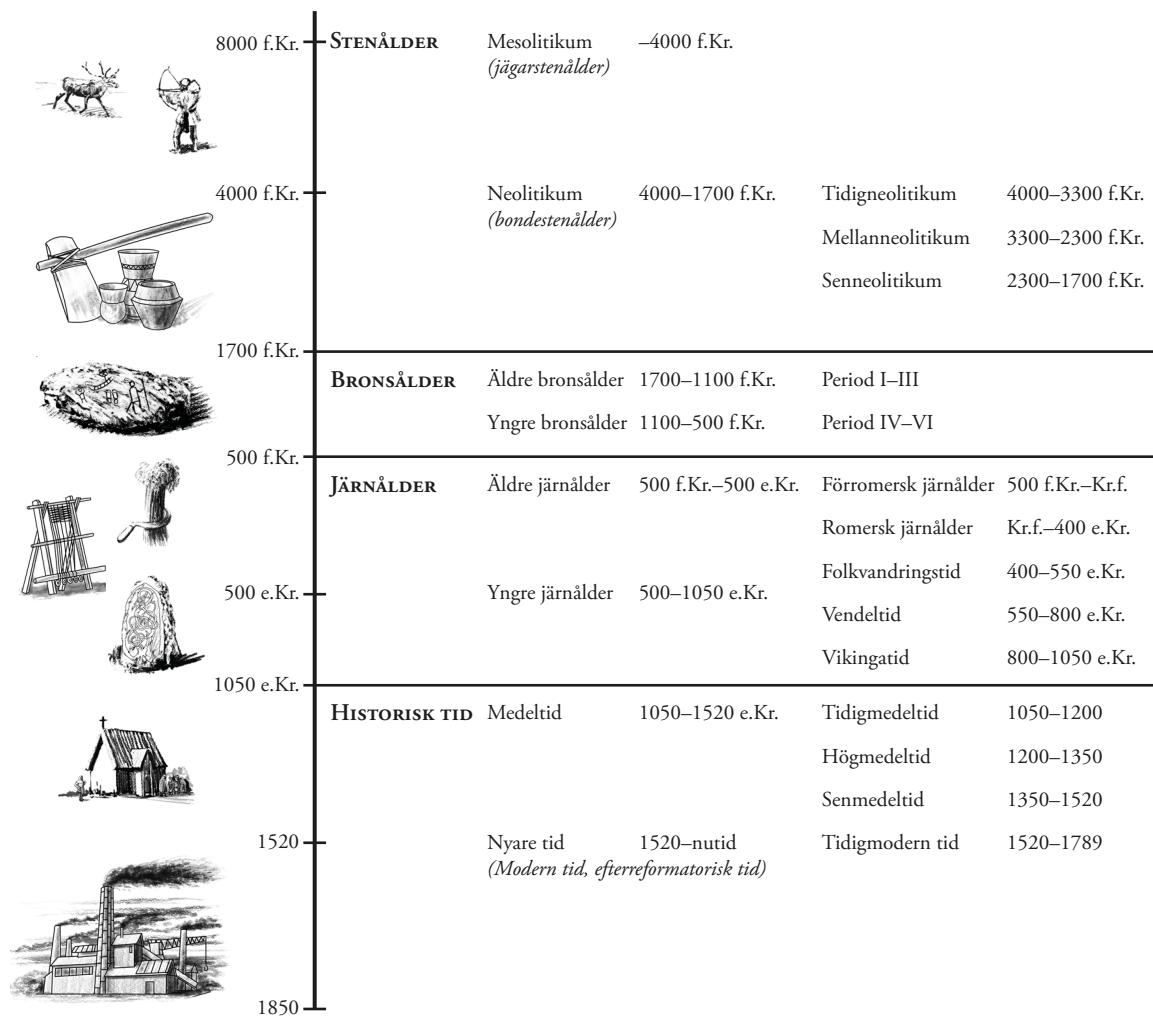 8000 f.Kr. STENÅLDER Mesolitikum –4000 f.Kr.
(jägarstenålder)
4000 f.Kr. Neolitikum 4000–1700 f.Kr. Tidigneolitikum 4000–3300 f.Kr.
(bondestenålder)
Mellanneolitikum 3300–2300 f.Kr.
Senneolitikum 2300–1700 f.Kr.
1700 f.Kr.
BRONSÅLDER Äldre bronsålder 1700–1100 f.Kr. Period I–III
Yngre bronsålder 1100–500 f.Kr. Period IV–VI
500 f.Kr.
JÄRNÅLDER Äldre järnålder 500 f.Kr.–500 e.Kr. Förromersk järnålder 500 f.Kr.–Kr.f.
Romersk järnålder Kr.f.–400 e.Kr.
Folkvandringstid 400–550 e.Kr.
500 e.Kr. Yngre järnålder 500–1050 e.Kr.
Vendeltid 550–800 e.Kr.
Vikingatid 800–1050 e.Kr.
1050 e.Kr.
HISTORISK TID Medeltid 1050–1520 e.Kr. Tidigmedeltid 1050–1200
Högmedeltid 1200–1350
Senmedeltid 1350–1520
1520 Nyare tid 1520–nutid Tidigmodern tid 1520–1789
(Modern tid, efterreformatorisk tid)
1850